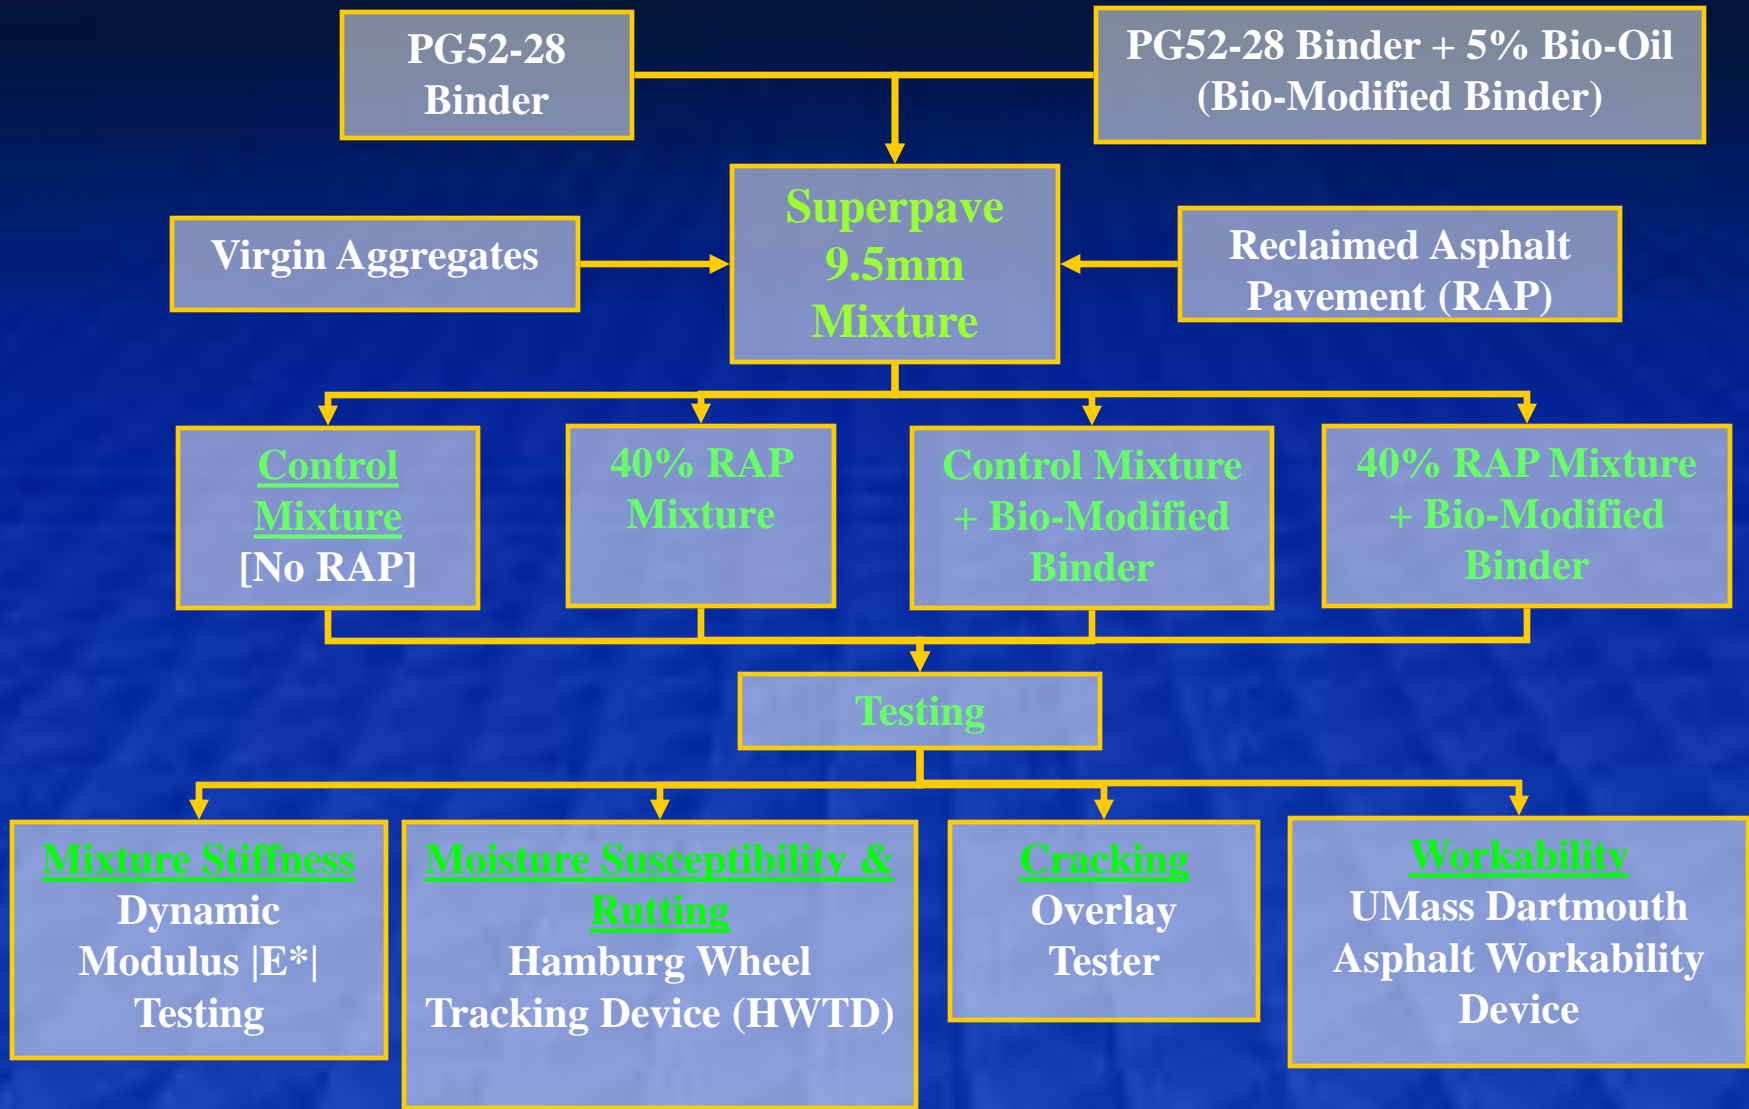 PG52-28
Binder
PG52-28 Binder + 5% Bio-Oil
(Bio-Modified Binder)
Superpave
9.5mm
Mixture
Virgin Aggregates
Reclaimed Asphalt
Pavement (RAP)
Control
Mixture
[No RAP]
40% RAP
Mixture
Control Mixture
+ Bio-Modified
Binder
40% RAP Mixture
+ Bio-Modified
Binder
Testing
Mixture Stiffness
Dynamic
Modulus |E*|
Testing
Moisture Susceptibility &
Rutting
Hamburg Wheel
Tracking Device (HWTD)
Cracking
Overlay
Tester
Workability
UMass Dartmouth
Asphalt Workability
Device